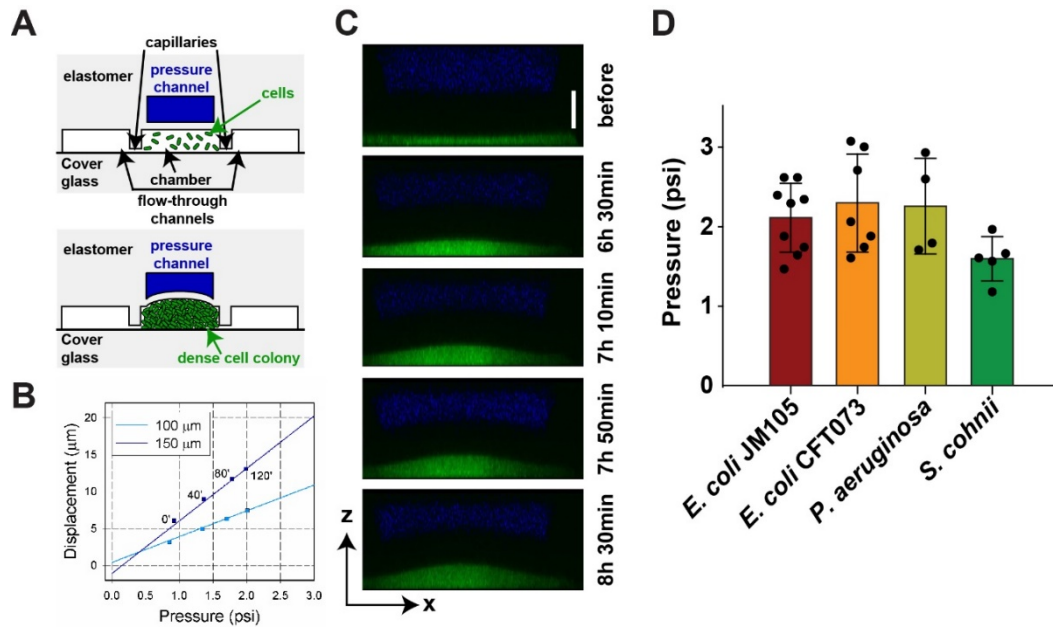 A
capillaries
elastomer
pressure
channel
cells
Cover
glass
chamber
flow-through
channels
elastomer
pressure
channel
Cover
glass
dense cell colony
B
Displacement (μm)
20
15
10
5
0
100 μm
150 μm
0'
40'
80'
120'
0.0 0.5 1.0 1.5 2.0 2.5 3.0
Pressure (psi)
C
before
6h 30min
7h 10min
7h 50min
8h 30min
z
x
D
Pressure (psi)
3
2
1
0
E. coli JM105
E. coli CFT073
P. aeruginosa
S. cohnii